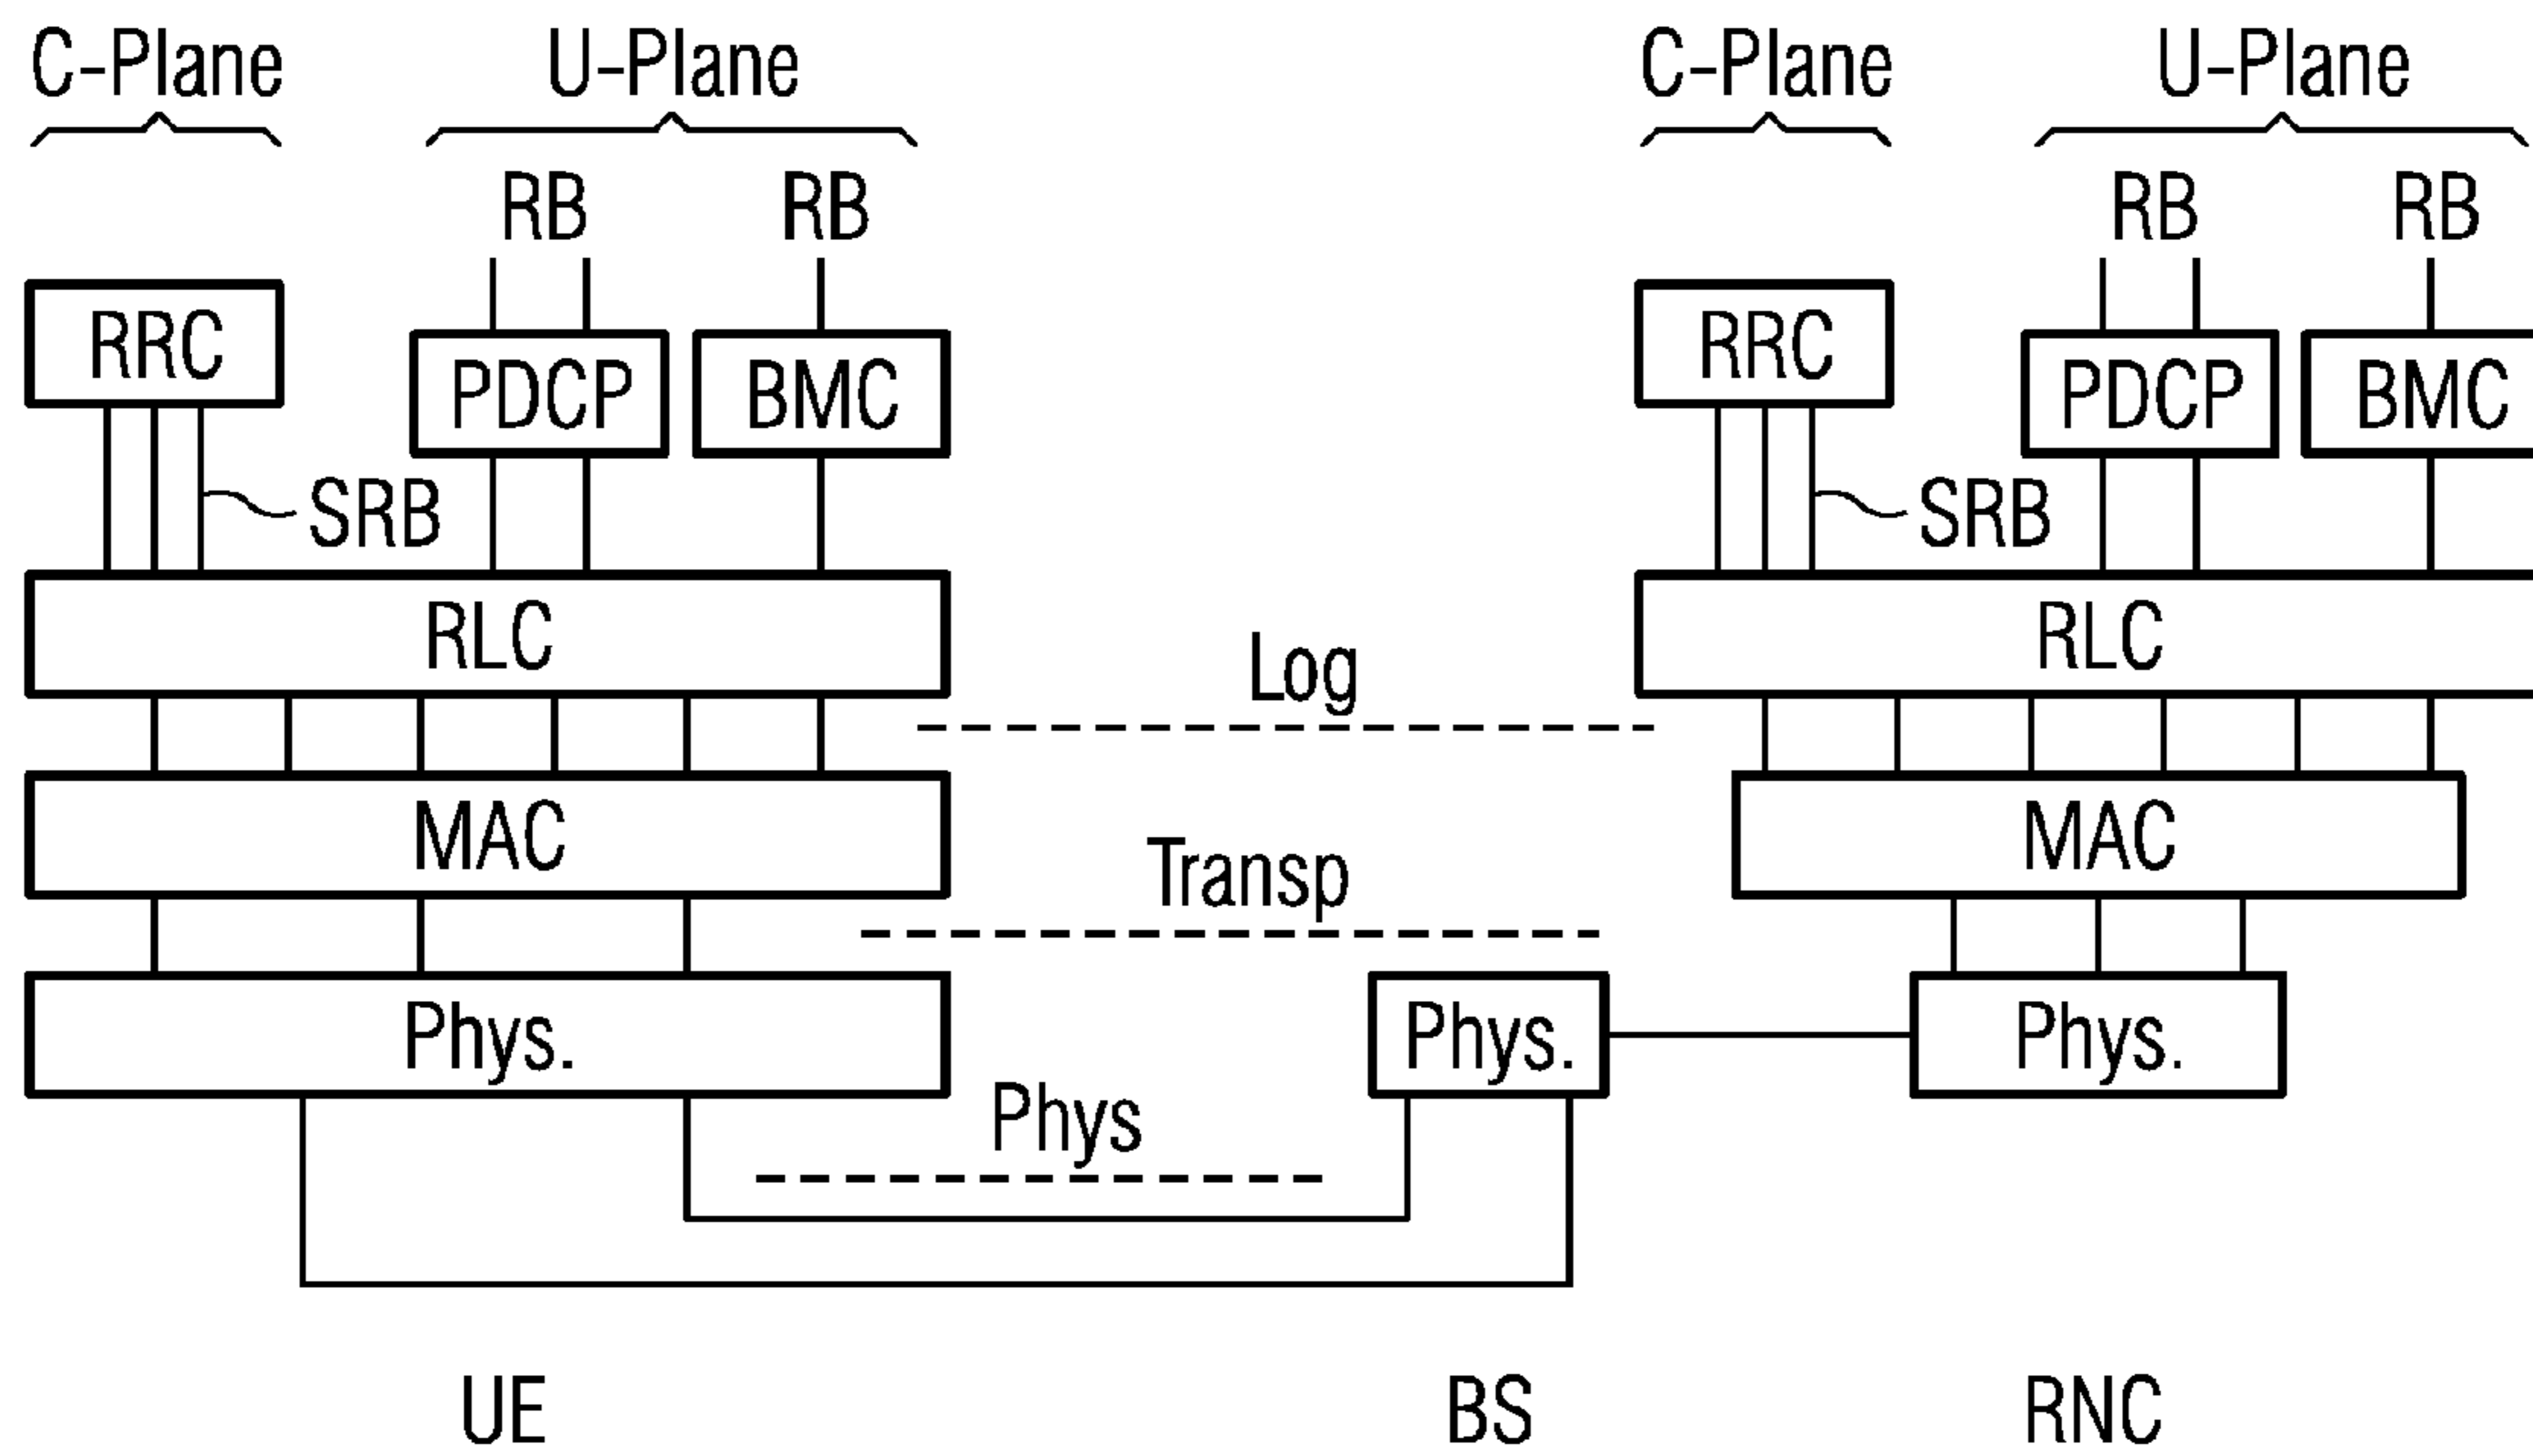 C-Plane U-Plane C-Plane U-Plane
RB RB RB RB
RRC RRC
PDCP BMC PDCP BMC
SRB SRB
RLC RLC
Log
MAC MAC
Transp
Phys. Phys. Phys.
Phys
UE BS RNC